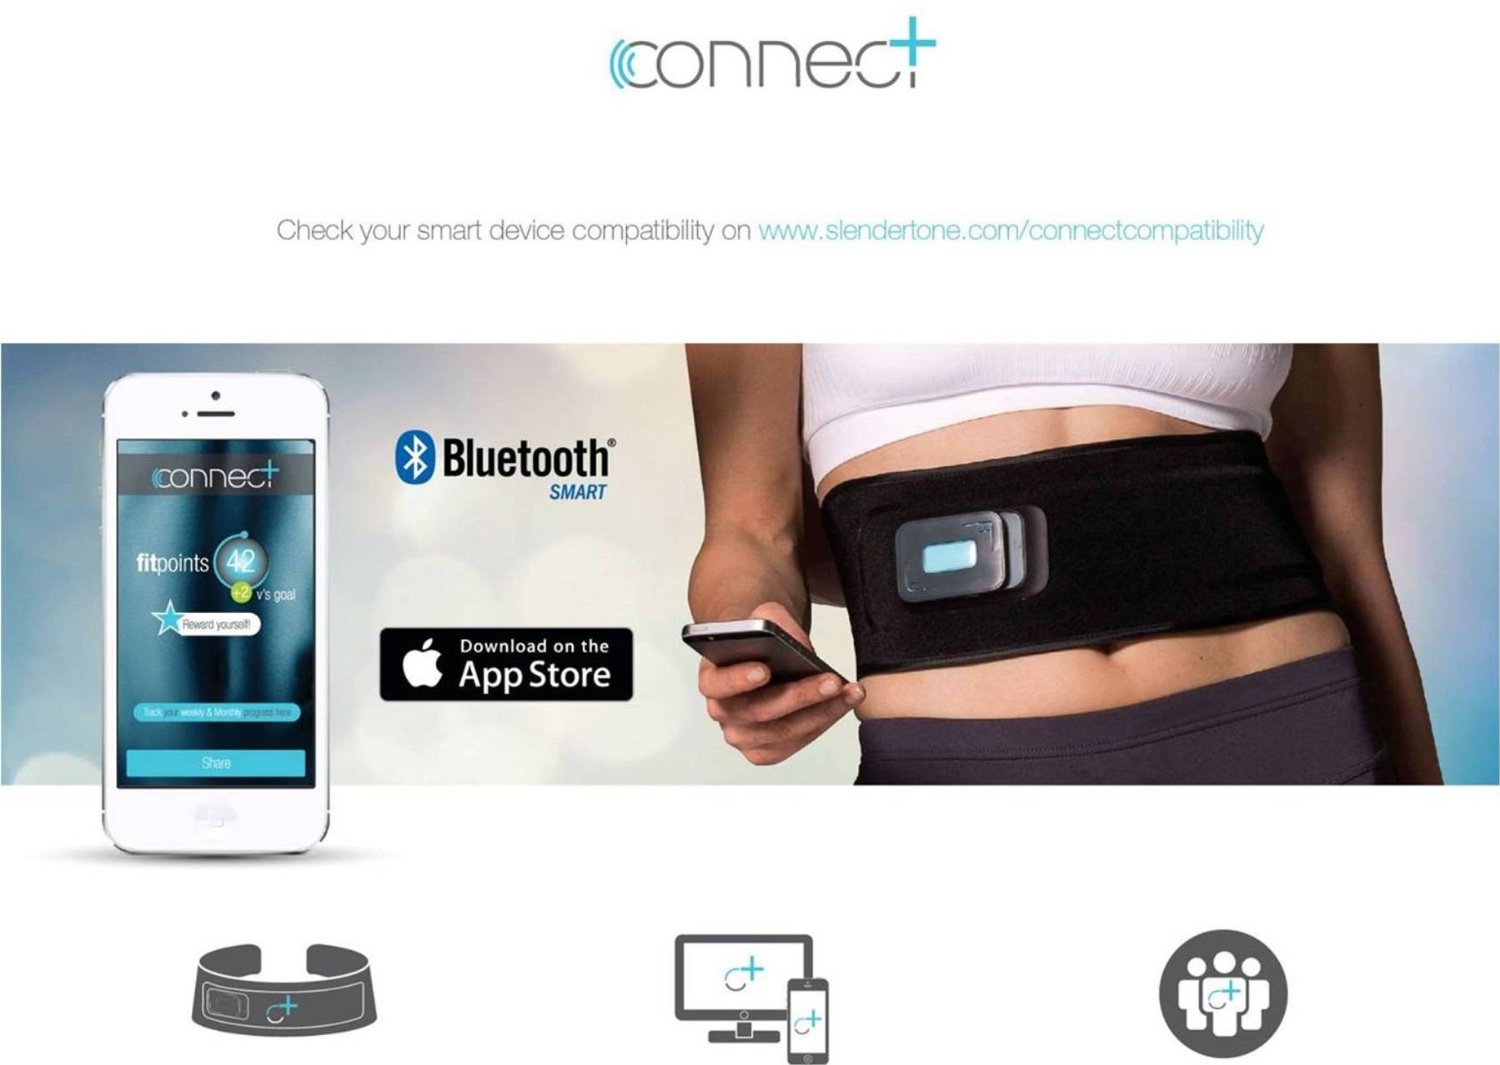 connect
Check your smart device compatibility on www.slendertone.com/connectcompatibility
connect
fitpoints 42
+2 v's goal
Reward yourself!
Track your weekly & Monthly progress here
Share
Bluetooth®
SMART
Download on the
App Store